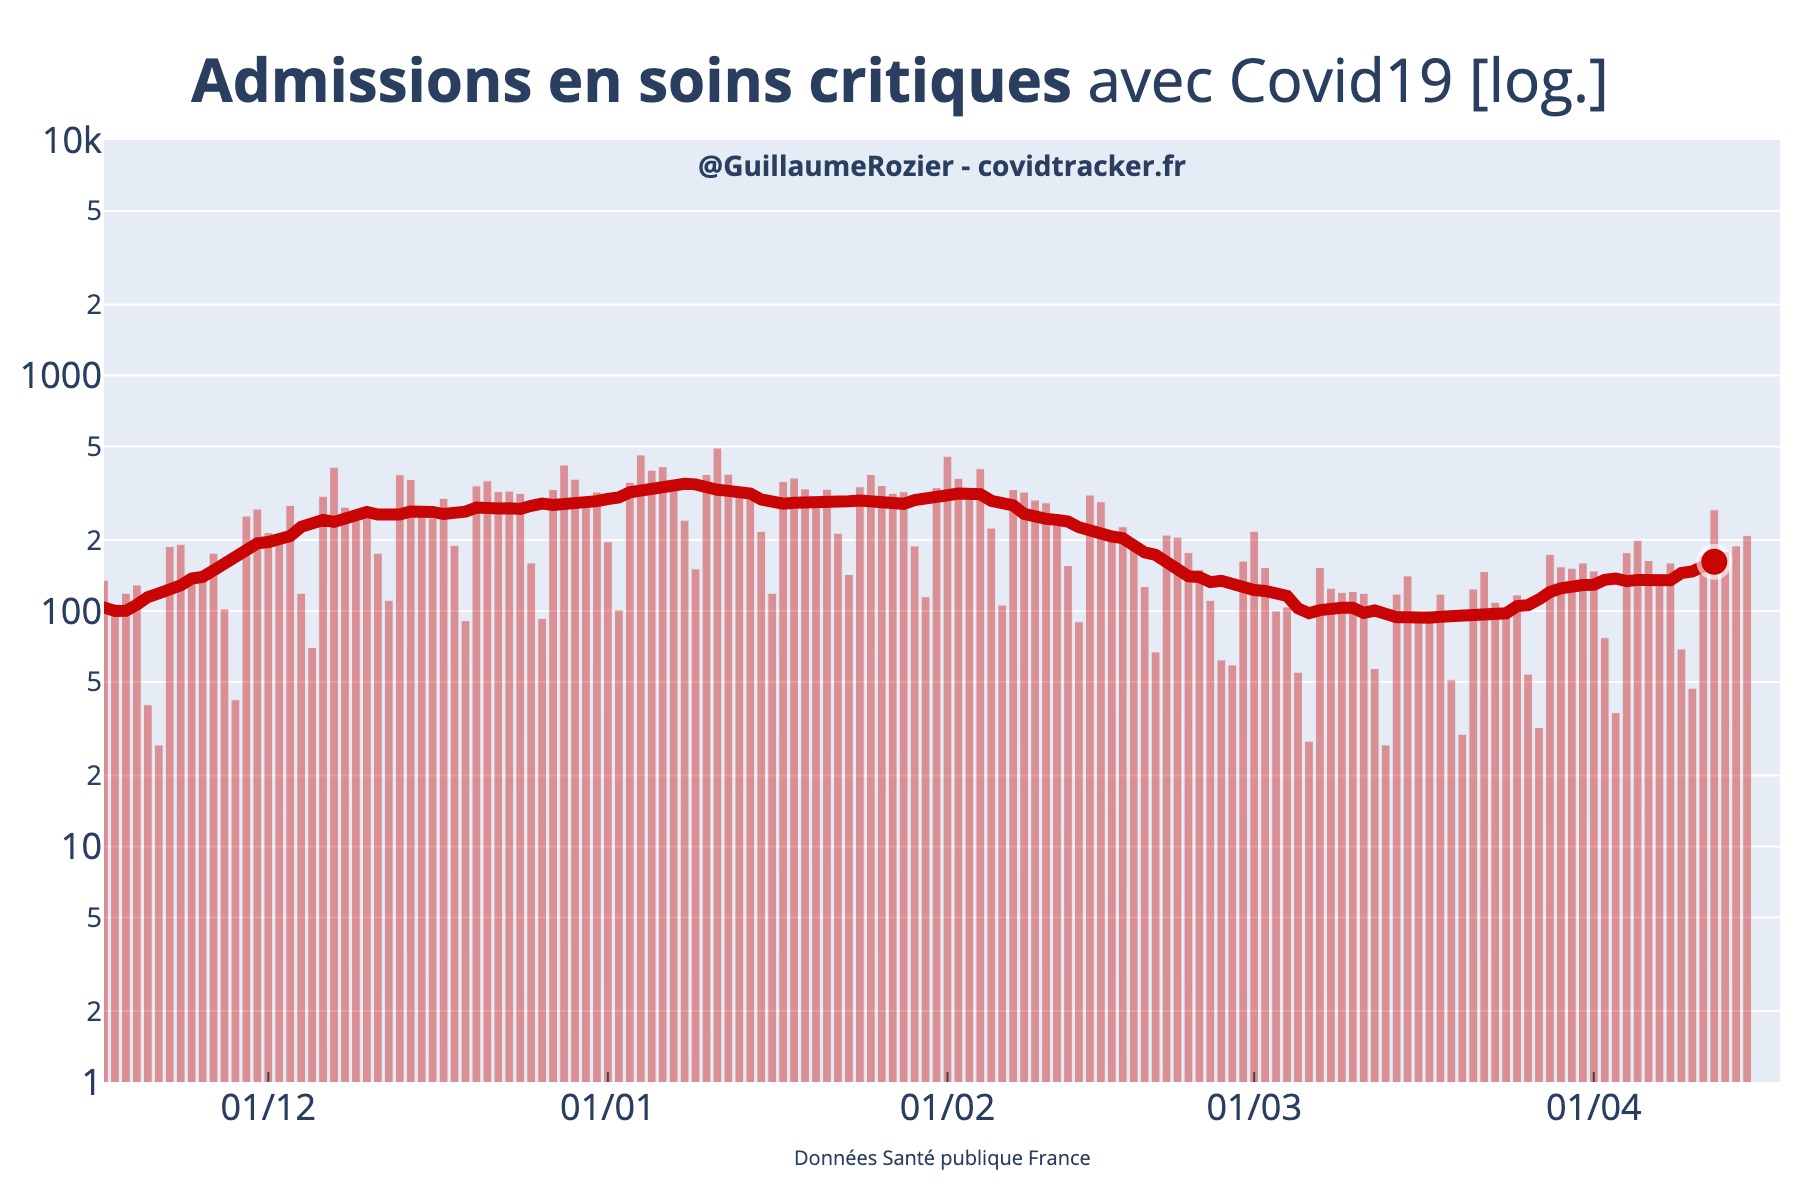 Admissions en soins critiques avec Covid19 [log.]
@GuillaumeRozier - covidtracker.fr
10k
5
2
1000
5
2
100
5
2
10
5
2
1
01/12 01/01 01/02 01/03 01/04
Données Santé publique France